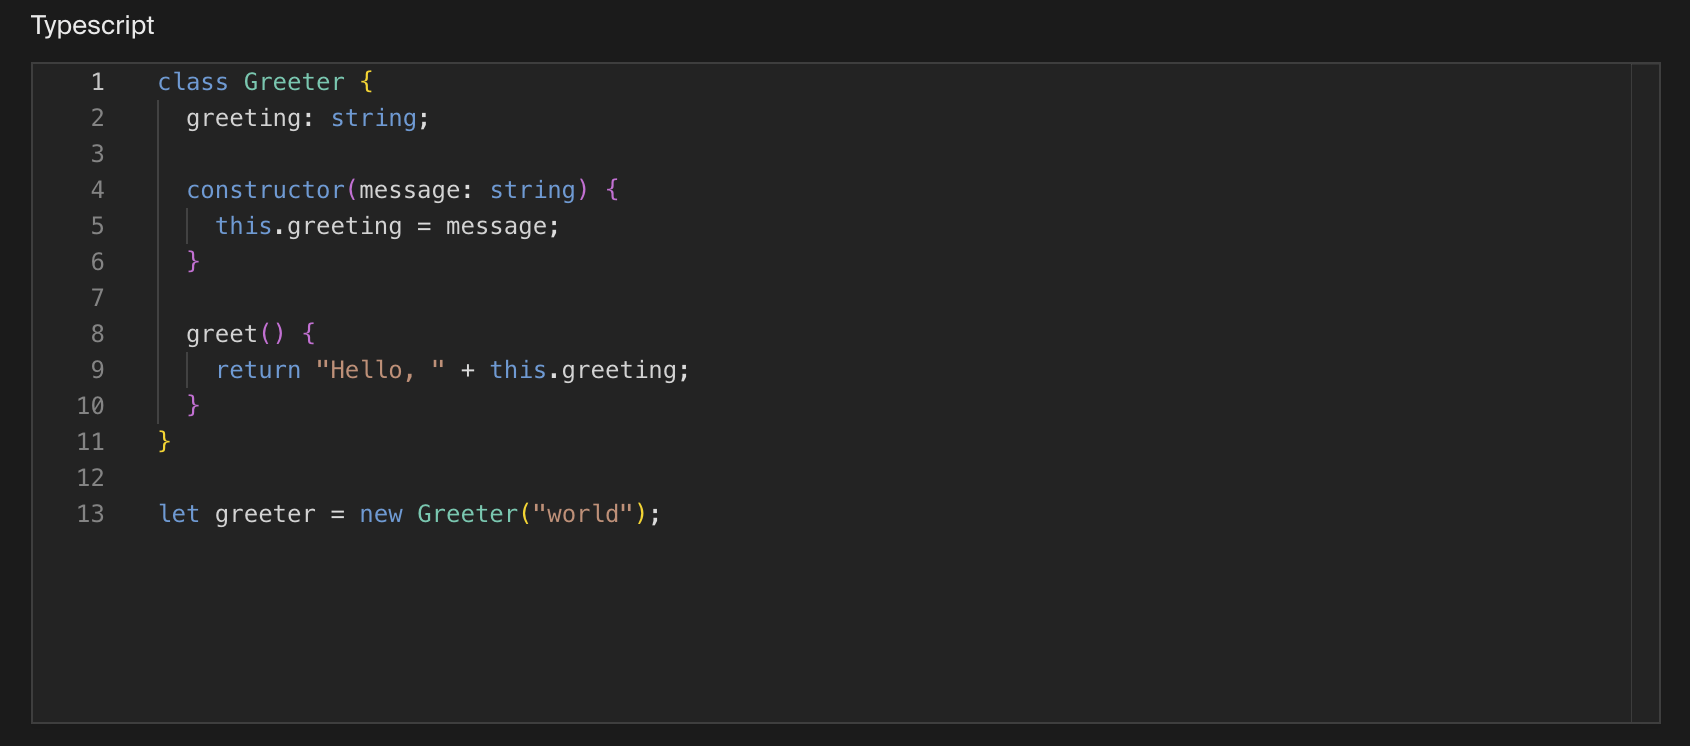 Typescript
1 class Greeter {
2   greeting: string;
3
4   constructor(message: string) {
5     this.greeting = message;
6   }
7
8   greet() {
9     return "Hello, " + this.greeting;
10   }
11 }
12
13 let greeter = new Greeter("world");